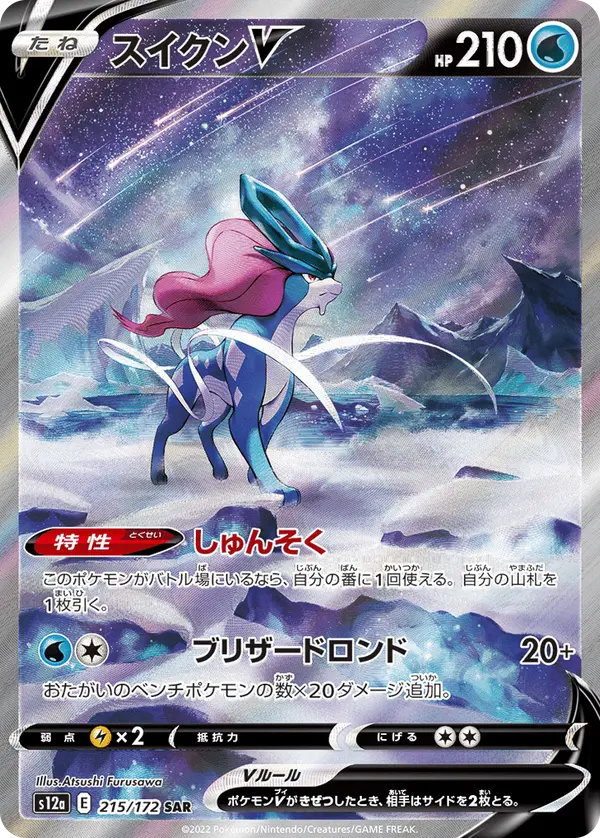 たね スイクンV HP 210
特性 とくせい しゅんそく
このポケモンがバトル場にいるなら、自分の番に1回使える。自分の山札を
1枚引く。
ブリザードロンド 20+
おたがいのベンチポケモンの数×20ダメージ追加。
弱点 ×2 抵抗力 にげる
Illus.Atsushi Furusawa
Vルール
ポケモンVがきぜつしたとき、相手はサイドを2枚とる。
s12a E 215/172 SAR
©2022 Pokémon/Nintendo/Creatures/GAME FREAK.